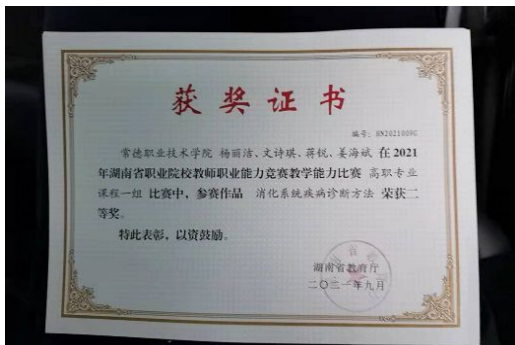 获奖证书
编号：HN2021009G
常德职业技术学院 杨丽洁、文诗琪、蒋锐、姜海斌 在2021
年湖南省职业院校教师职业能力竞赛教学能力比赛 高职专业
课程一组 比赛中，参赛作品 消化系统疾病诊断方法 荣获二
等奖。
特此表彰，以资鼓励。
湖南省教育厅
二〇二一年九月